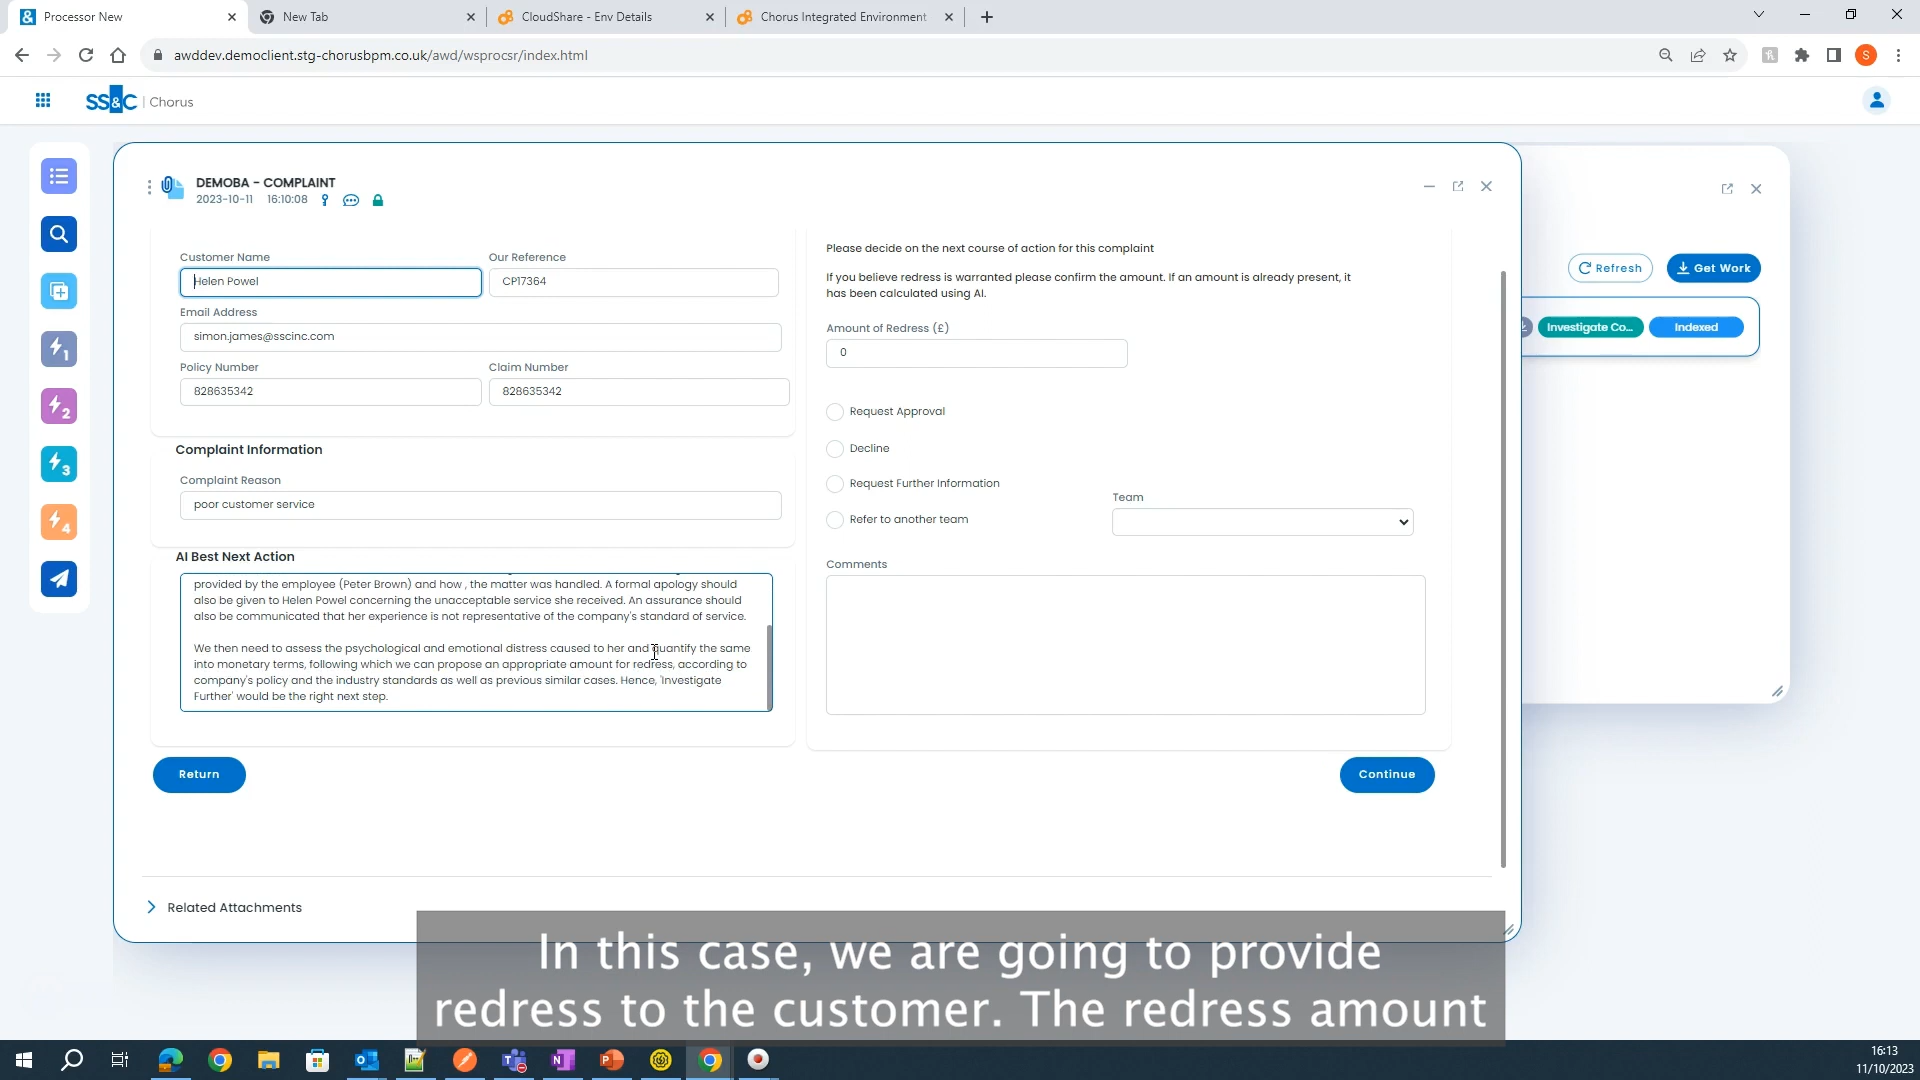 Processor New
New Tab
CloudShare - Env Details
Chorus Integrated Environment
awddev.democlient.stg-chorusbpm.co.uk/awd/wsprocsr/index.html
S
SS&C | Chorus
DEMOBA - COMPLAINT
2023-10-11 16:10:08
Customer Name
Helen Powel
Our Reference
CP17364
Email Address
simon.james@sscinc.com
Policy Number
828635342
Claim Number
828635342
Complaint Information
Complaint Reason
poor customer service
AI Best Next Action
provided by the employee (Peter Brown) and how , the matter was handled. A formal apology should
also be given to Helen Powel concerning the unacceptable service she received. An assurance should
also be communicated that her experience is not representative of the company's standard of service.
We then need to assess the psychological and emotional distress caused to her and quantify the same
into monetary terms, following which we can propose an appropriate amount for redress, according to
company's policy and the industry standards as well as previous similar cases. Hence, 'Investigate
Further' would be the right next step.
Return
Please decide on the next course of action for this complaint
If you believe redress is warranted please confirm the amount. If an amount is already present, it
has been calculated using AI.
Amount of Redress (£)
0
Request Approval
Decline
Request Further Information
Refer to another team
Team
Comments
Continue
Refresh
Get Work
Investigate Co...
Indexed
1
2
3
4
Related Attachments
In this case, we are going to provide
redress to the customer. The redress amount
16:13
11/10/2023